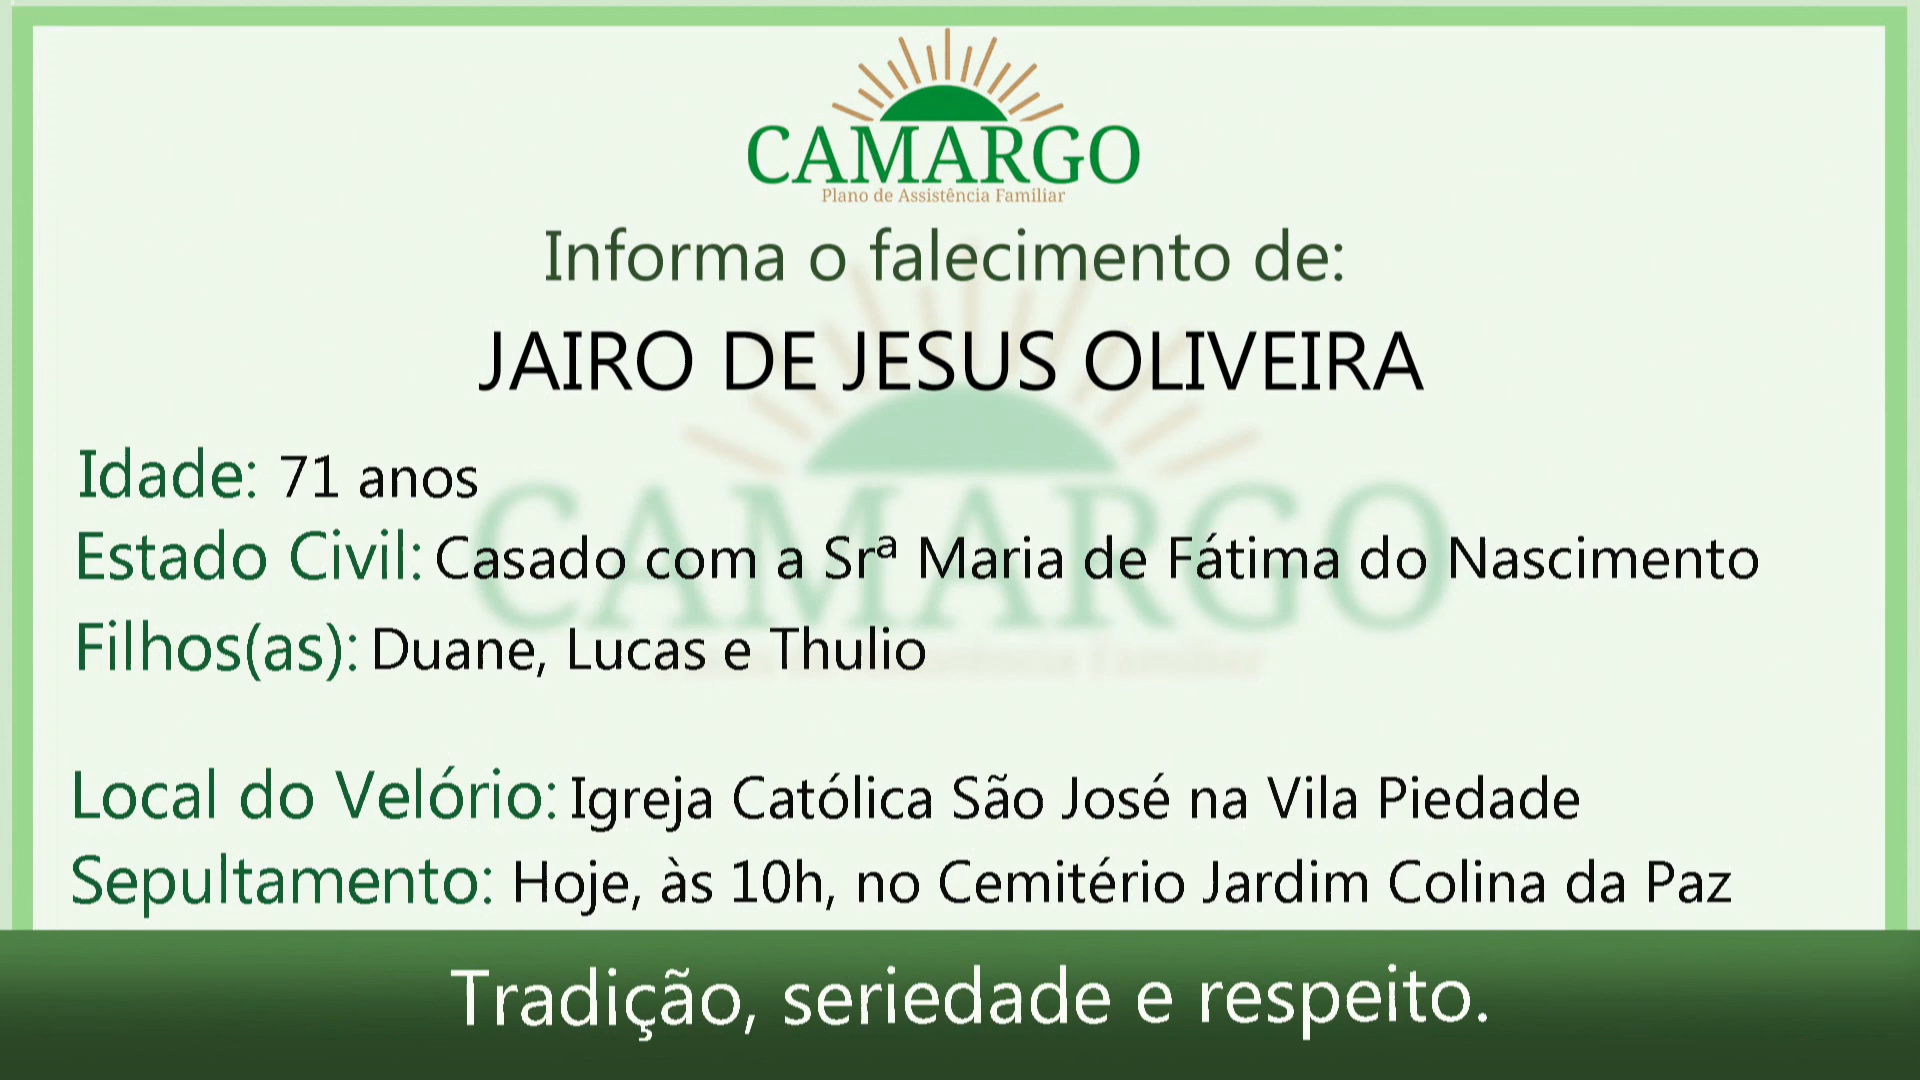 CAMARGO
Plano de Assistência Familiar
Informa o falecimento de:
JAIRO DE JESUS OLIVEIRA
Idade: 71 anos
Estado Civil: Casado com a Srª Maria de Fátima do Nascimento
Filhos(as): Duane, Lucas e Thulio
CAMARGO
Local do Velório: Igreja Católica São José na Vila Piedade
Sepultamento: Hoje, às 10h, no Cemitério Jardim Colina da Paz
Tradição, seriedade e respeito.